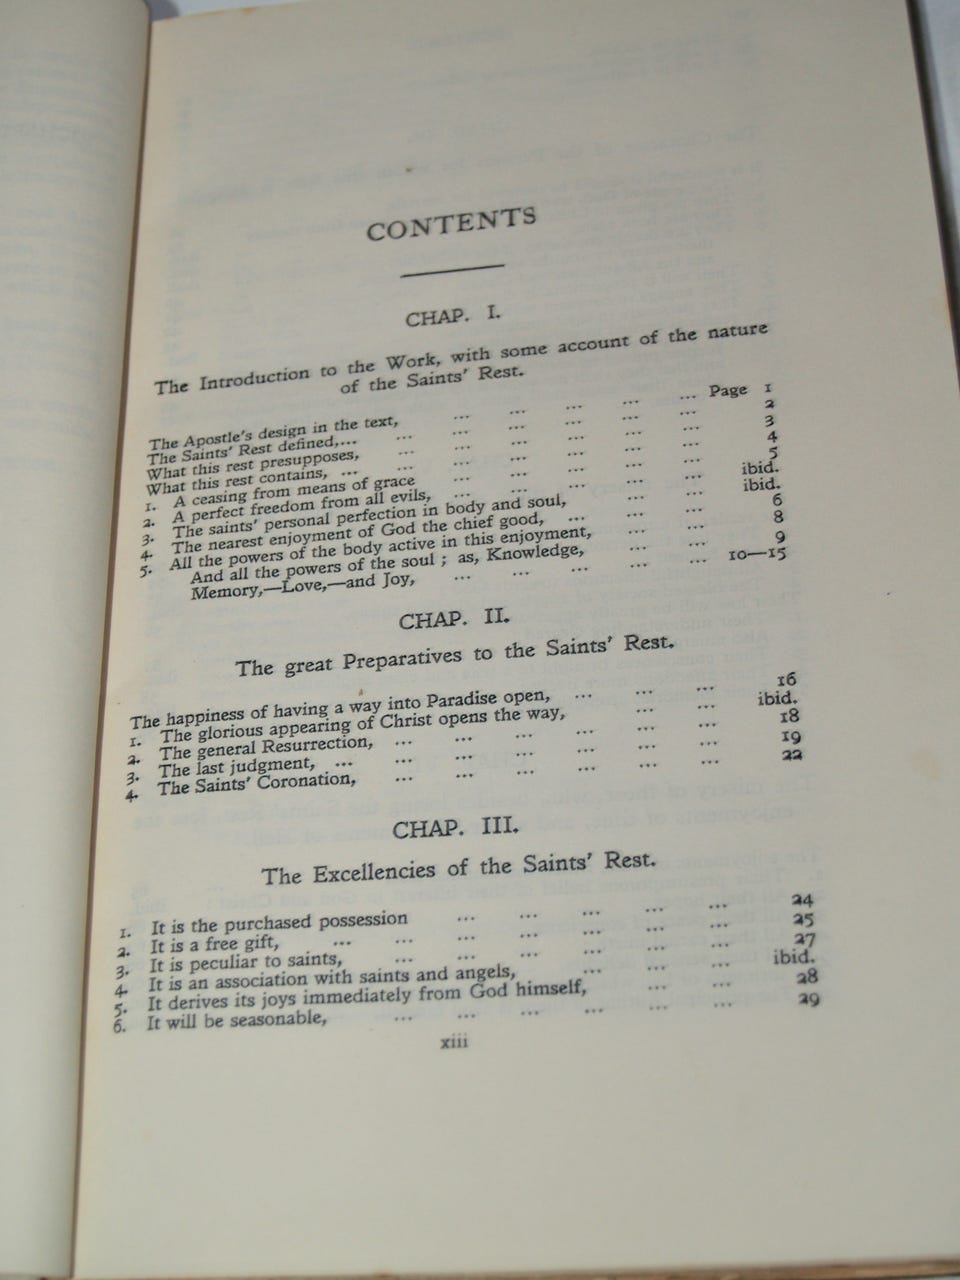 CONTENTS
CHAP. I.
The Introduction to the Work, with some account of the nature
of the Saints' Rest.
The Apostle's design in the text, ... ... ... ... ... Page 1
The Saints' Rest defined,... ... ... ... ... ... ... 2
What this rest presupposes, ... ... ... ... ... ... 3
What this rest contains, ... ... ... ... ... ... ... 4
1. A ceasing from means of grace ... ... ... ... ... 5
2. A perfect freedom from all evils, ... ... ... ... ... ibid.
3. The saints' personal perfection in body and soul, ... ... ibid.
4. The nearest enjoyment of God the chief good, ... ... ... 6
5. All the powers of the body active in this enjoyment, ... ... 8
And all the powers of the soul ; as, Knowledge, ... ... 9
Memory,—Love,—and Joy, ... ... ... ... ... 10—15
CHAP. II.
The great Preparatives to the Saints' Rest.
The happiness of having a way into Paradise open, ... ... ... 16
1. The glorious appearing of Christ opens the way, ... ... ibid.
2. The general Resurrection, ... ... ... ... ... ... 18
3. The last judgment, ... ... ... ... ... ... ... 19
4. The Saints' Coronation, ... ... ... ... ... ... 22
CHAP. III.
The Excellencies of the Saints' Rest.
1. It is the purchased possession ... ... ... ... ... 24
2. It is a free gift, ... ... ... ... ... ... ... 25
3. It is peculiar to saints, ... ... ... ... ... ... 27
4. It is an association with saints and angels, ... ... ... ibid.
5. It derives its joys immediately from God himself, ... ... 28
6. It will be seasonable, ... ... ... ... ... ... 29
xiii